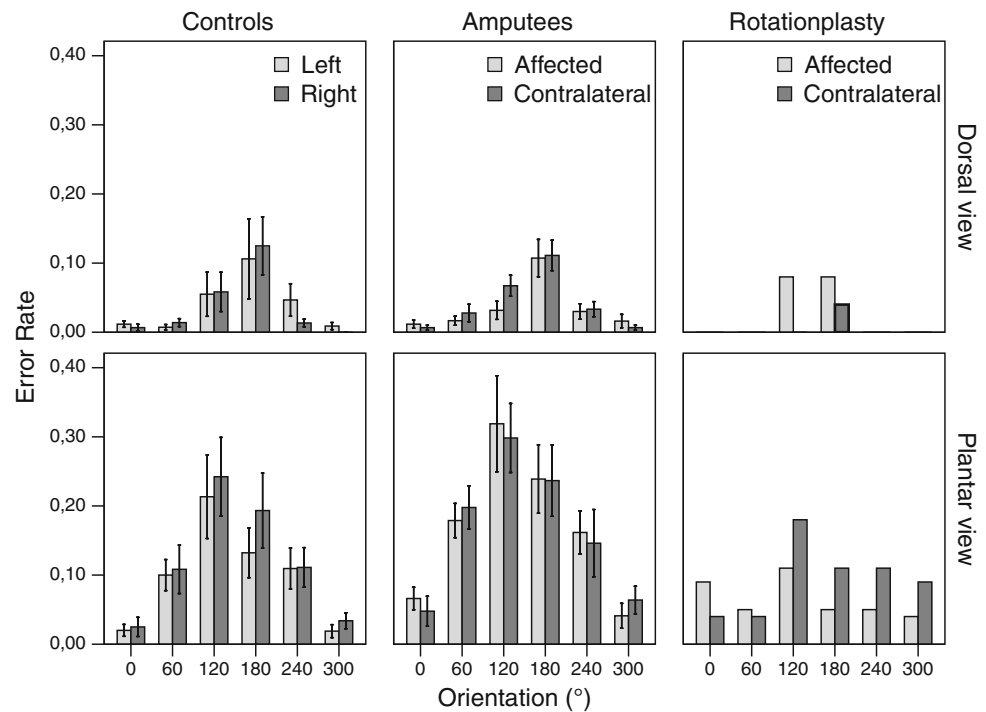 Controls
Amputees
Rotationplasty
Left
Right
Affected
Contralateral
Affected
Contralateral
Dorsal view
Plantar view
Error Rate
0,40
0,30
0,20
0,10
0,00
0,40
0,30
0,20
0,10
0,00
0 60 120 180 240 300
0 60 120 180 240 300
0 60 120 180 240 300
Orientation (°)